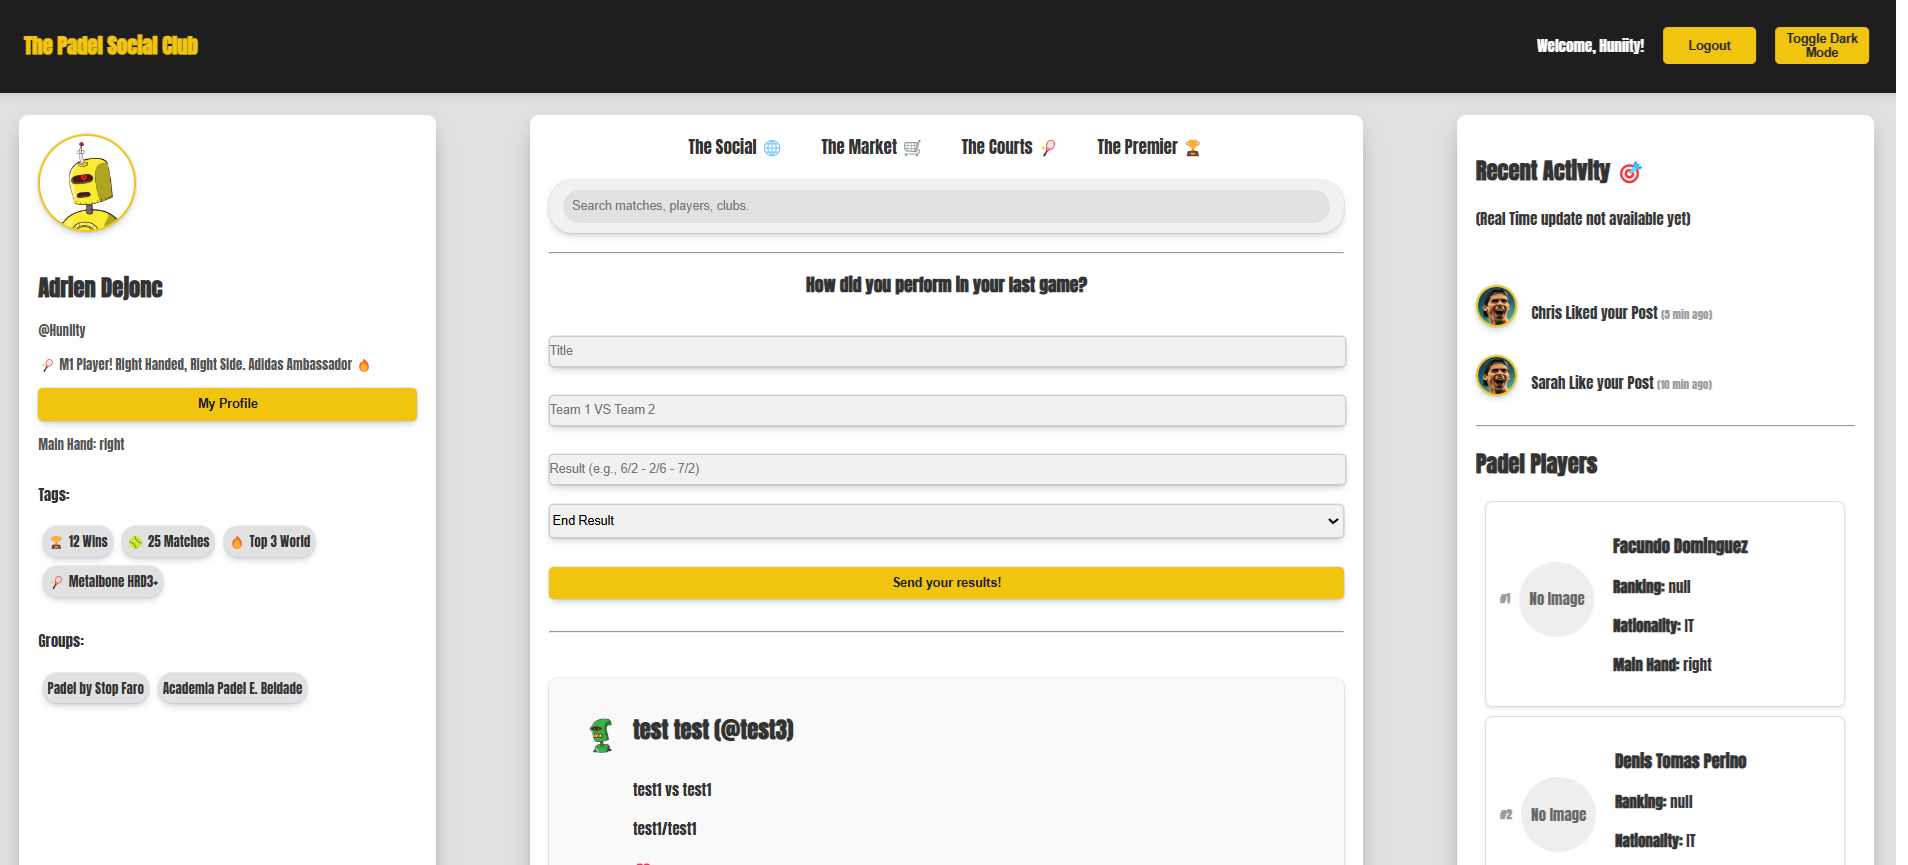 The Padel Social Club
Welcome, Huniity!
Logout
Toggle Dark
Mode
Adrien Dejonc
@Huniity
M1 Player! Right Handed, Right Side. Adidas Ambassador
My Profile
Main Hand: right
Tags:
12 Wins
25 Matches
Top 3 World
Metalbone HRD3+
Groups:
Padel by Stop Faro
Academia Padel E. Beldade
The Social
The Market
The Courts
The Premier
Search matches, players, clubs.
How did you perform in your last game?
Title
Team 1 VS Team 2
Result (e.g., 6/2 - 2/6 - 7/2)
End Result
Send your results!
test test (@test3)
test1 vs test1
test1/test1
Recent Activity
(Real Time update not available yet)
Chris Liked your Post (5 min ago)
Sarah Like your Post (10 min ago)
Padel Players
#1
No Image
Facundo Dominguez
Ranking: null
Nationality: IT
Main Hand: right
#2
No Image
Denis Tomas Perino
Ranking: null
Nationality: IT